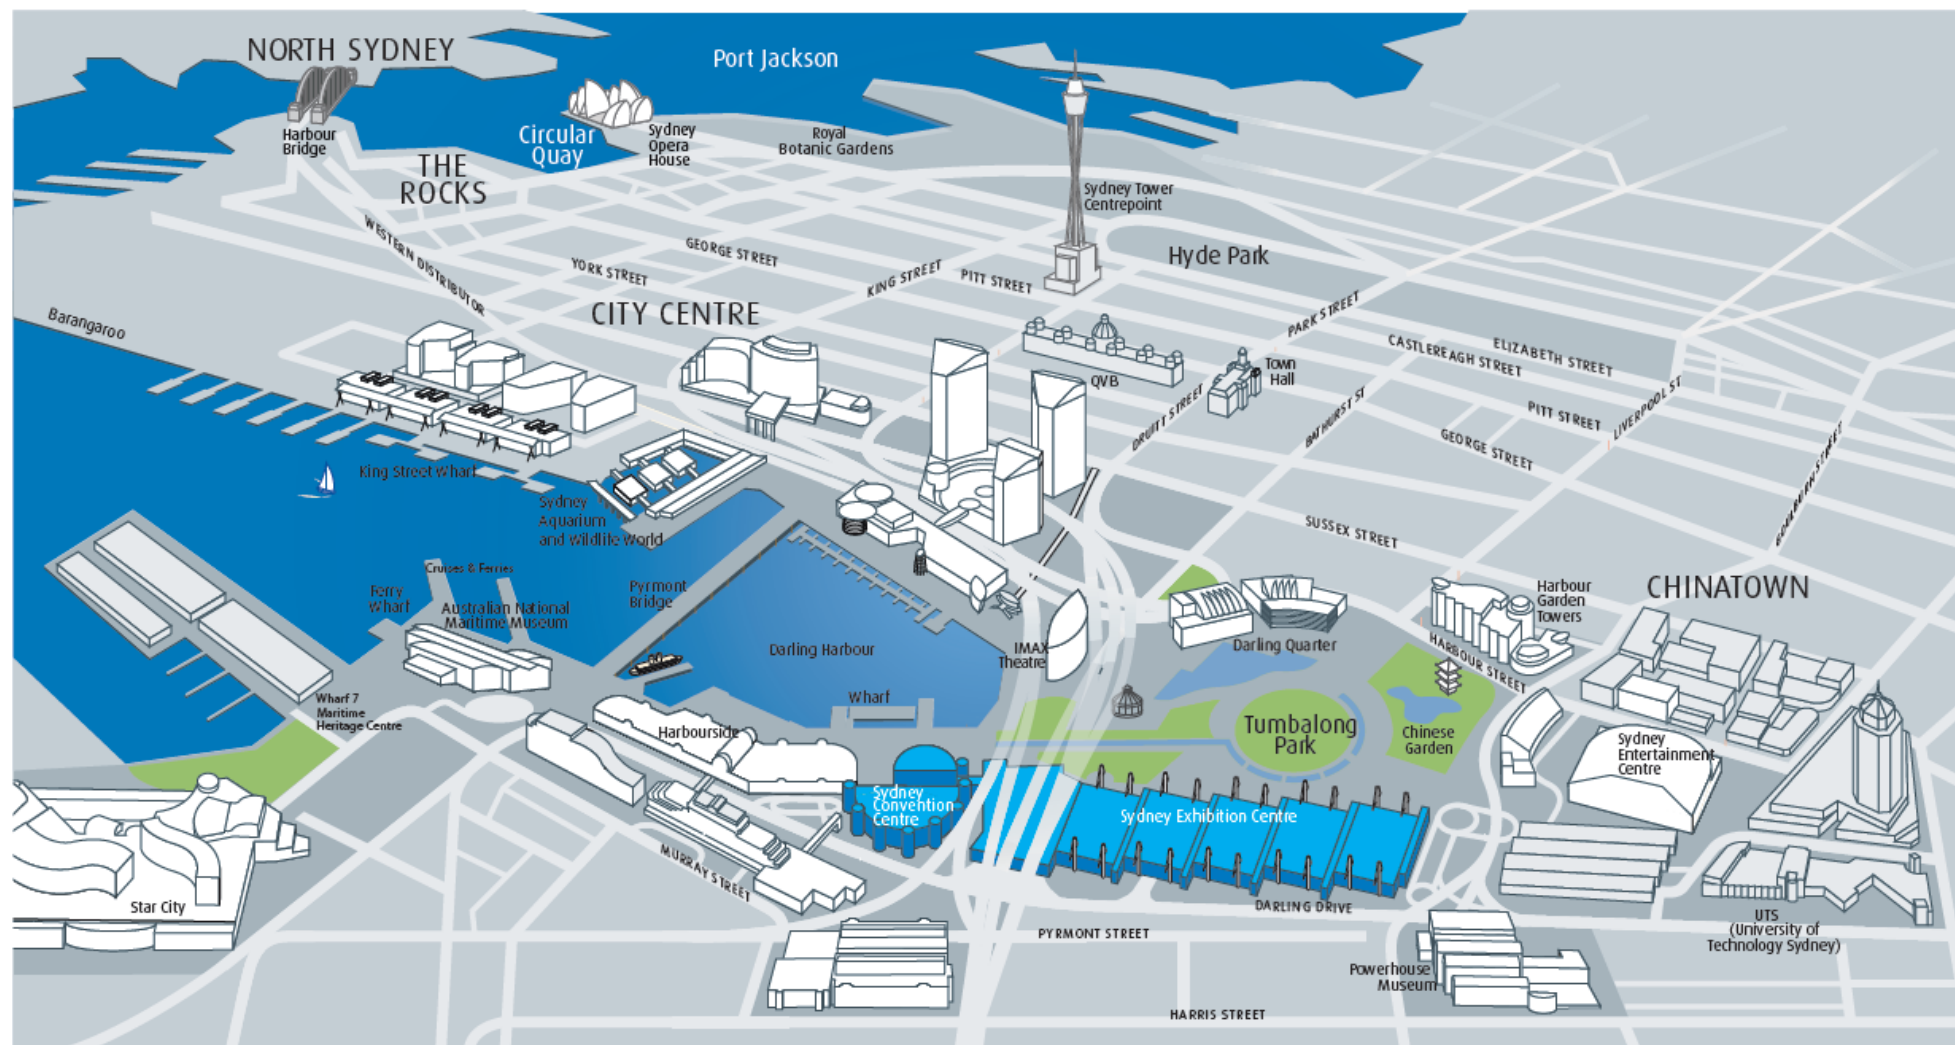 NORTH SYDNEY
Port Jackson
Harbour
Bridge
Circular
Quay
Sydney
Opera
House
Royal
Botanic Gardens
THE
ROCKS
Sydney Tower
Centrepoint
WESTERN DISTRIBUTOR
GEORGE STREET
YORK STREET
KING STREET
PITT STREET
Hyde Park
CITY CENTRE
PARK STREET
Barangaroo
ELIZABETH STREET
CASTLEREAGH STREET
QVB
Town
Hall
PITT STREET
LIVERPOOL ST
DRUITT STREET
BATHURST ST
GEORGE STREET
GOULBURN STREET
King Street Wharf
Sydney
Aquarium
and Wildlife World
SUSSEX STREET
Cruises & Ferries
Ferry
Wharf
Australian National
Maritime Museum
Pyrmont
Bridge
Darling Harbour
IMAX
Theatre
Darling Quarter
Harbour
Garden
Towers
CHINATOWN
HARBOUR STREET
Wharf 7
Maritime
Heritage Centre
Wharf
Harbourside
Tumbalong
Park
Chinese
Garden
Sydney
Entertainment
Centre
Sydney
Convention
Centre
Sydney Exhibition Centre
MURRAY STREET
Star City
DARLING DRIVE
UTS
(University of
Technology Sydney)
PYRMONT STREET
Powerhouse
Museum
HARRIS STREET